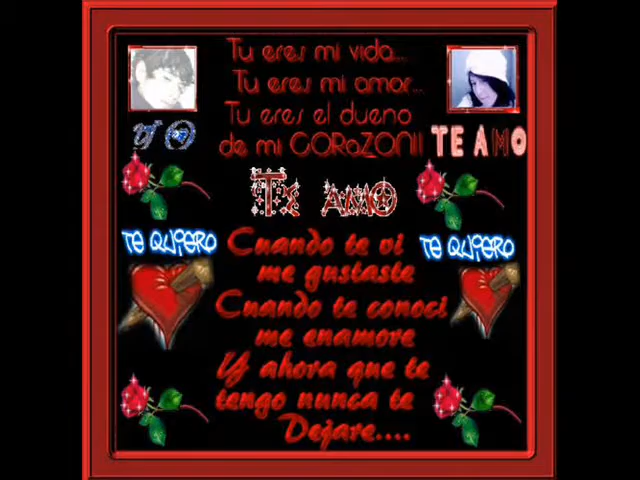 Tu eres mi vida...
Tu eres mi amor...
Tu eres el dueno
de mi CORaZON!!
TE AMO
YO
TE AMO
TE QUIERO
TE QUIERO
Cuando te vi
me gustaste
Cuando te conoci
me enamore
Y ahora que te
tengo nunca te
Dejare....